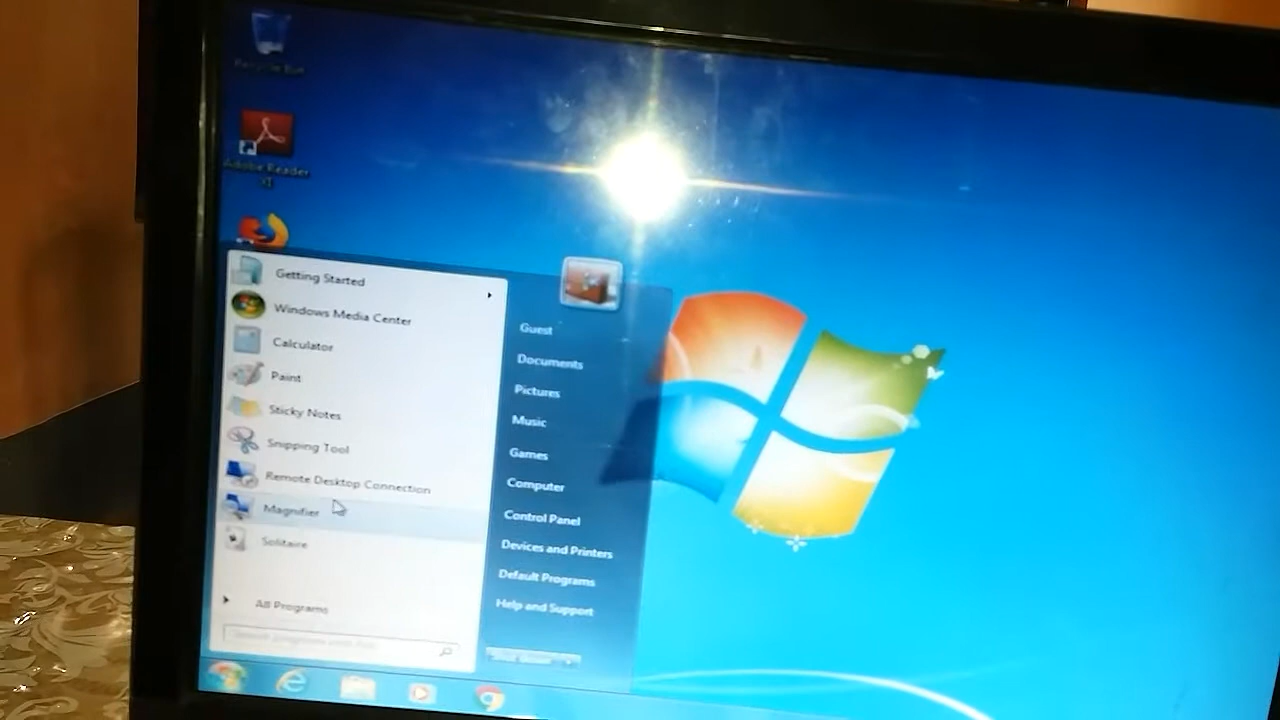 Recycle Bin
Adobe Reader
XI
Getting Started
Windows Media Center
Calculator
Paint
Sticky Notes
Snipping Tool
Remote Desktop Connection
Magnifier
Solitaire
All Programs
Search programs and files
Guest
Documents
Pictures
Music
Games
Computer
Control Panel
Devices and Printers
Default Programs
Help and Support
Shut down